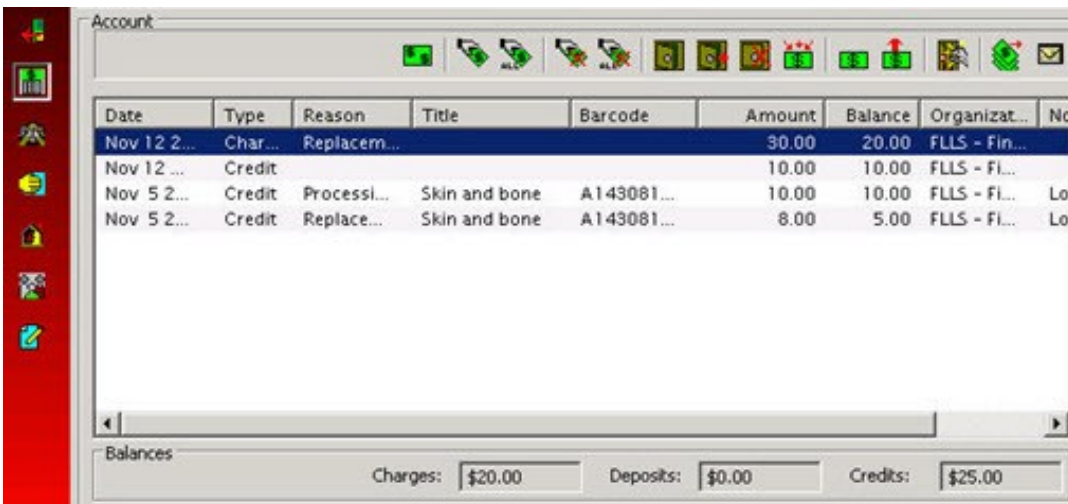 Account
ALL ALL
Date Type Reason Title Barcode Amount Balance Organizat... No
Nov 12 2... Char... Replacem... 30.00 20.00 FLLS - Fin...
Nov 12 ... Credit 10.00 10.00 FLLS - Fi...
Nov 5 2... Credit Processi... Skin and bone A143081... 10.00 10.00 FLLS - Fi... Lo
Nov 5 2... Credit Replace... Skin and bone A143081... 8.00 5.00 FLLS - Fi... Lo
Balances
Charges: $20.00 Deposits: $0.00 Credits: $25.00